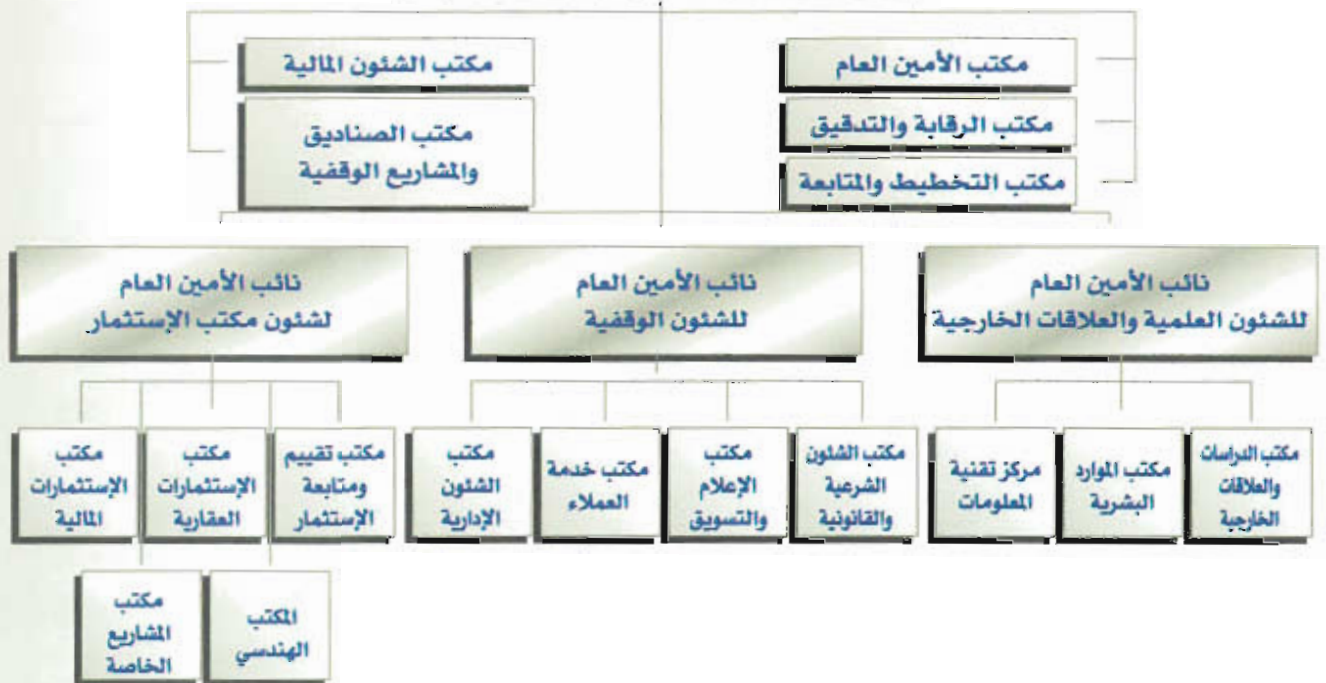 مكتب الأمين العام
مكتب الرقابة والتدقيق
مكتب التخطيط والمتابعة
مكتب الشئون المالية
مكتب الصناديق
والمشاريع الوقفية
نائب الأمين العام
للشئون العلمية والعلاقات الخارجية
نائب الأمين العام
للشئون الوقفية
نائب الأمين العام
لشئون مكتب الإستثمار
مكتب الدراسات
والعلاقات
الخارجية
مكتب الموارد
البشرية
مركز تقنية
المعلومات
مكتب الشئون
الشرعية
والقانونية
مكتب
الإعلام
والتسويق
مكتب خدمة
العملاء
مكتب
الشئون
الإدارية
مكتب تقييم
ومتابعة
الإستثمار
مكتب
الإستثمارات
العقارية
مكتب
الإستثمارات
المالية
المكتب
الهندسي
مكتب
المشاريع
الخاصة